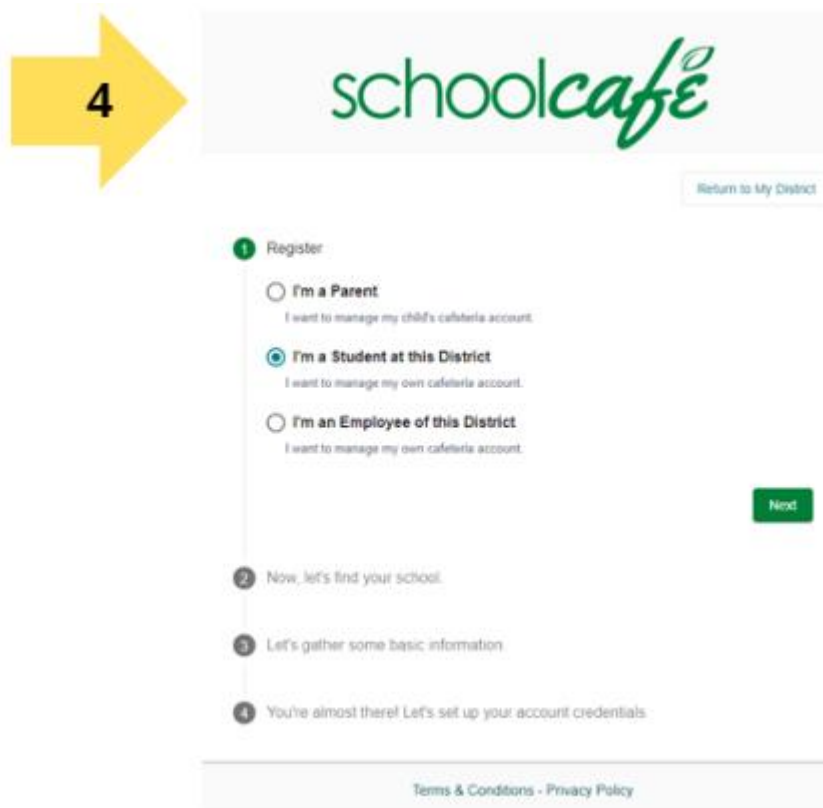 4
schoolcafé
Return to My District
1 Register
I'm a Parent
I want to manage my child's cafeteria account.
I'm a Student at this District
I want to manage my own cafeteria account.
I'm an Employee of this District
I want to manage my own cafeteria account.
Next
2 Now, let's find your school.
3 Let's gather some basic information
4 You're almost there! Let's set up your account credentials
Terms & Conditions - Privacy Policy